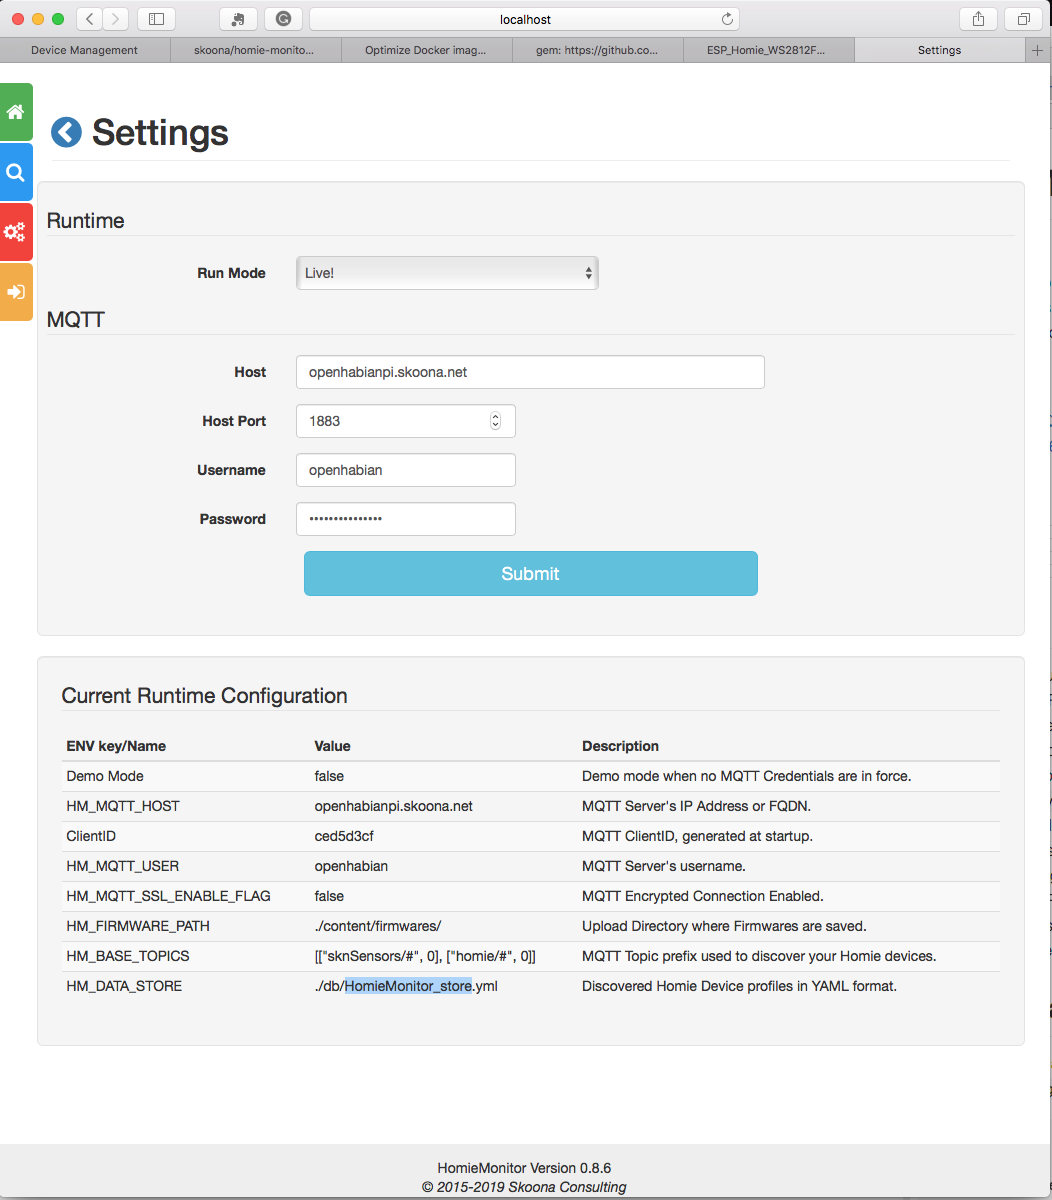 localhost
Device Management
skoona/homie-monito...
Optimize Docker imag...
gem: https://github.co...
ESP_Homie_WS2812F...
Settings
Settings
Runtime
Run Mode Live!
MQTT
Host openhabianpi.skoona.net
Host Port 1883
Username openhabian
Password •••••••••••••••
Submit
Current Runtime Configuration
ENV key/Name Value Description
Demo Mode false Demo mode when no MQTT Credentials are in force.
HM_MQTT_HOST openhabianpi.skoona.net MQTT Server's IP Address or FQDN.
ClientID ced5d3cf MQTT ClientID, generated at startup.
HM_MQTT_USER openhabian MQTT Server's username.
HM_MQTT_SSL_ENABLE_FLAG false MQTT Encrypted Connection Enabled.
HM_FIRMWARE_PATH ./content/firmwares/ Upload Directory where Firmwares are saved.
HM_BASE_TOPICS [["sknSensors/#", 0], ["homie/#", 0]] MQTT Topic prefix used to discover your Homie devices.
HM_DATA_STORE ./db/HomieMonitor_store.yml Discovered Homie Device profiles in YAML format.
HomieMonitor Version 0.8.6
© 2015-2019 Skoona Consulting